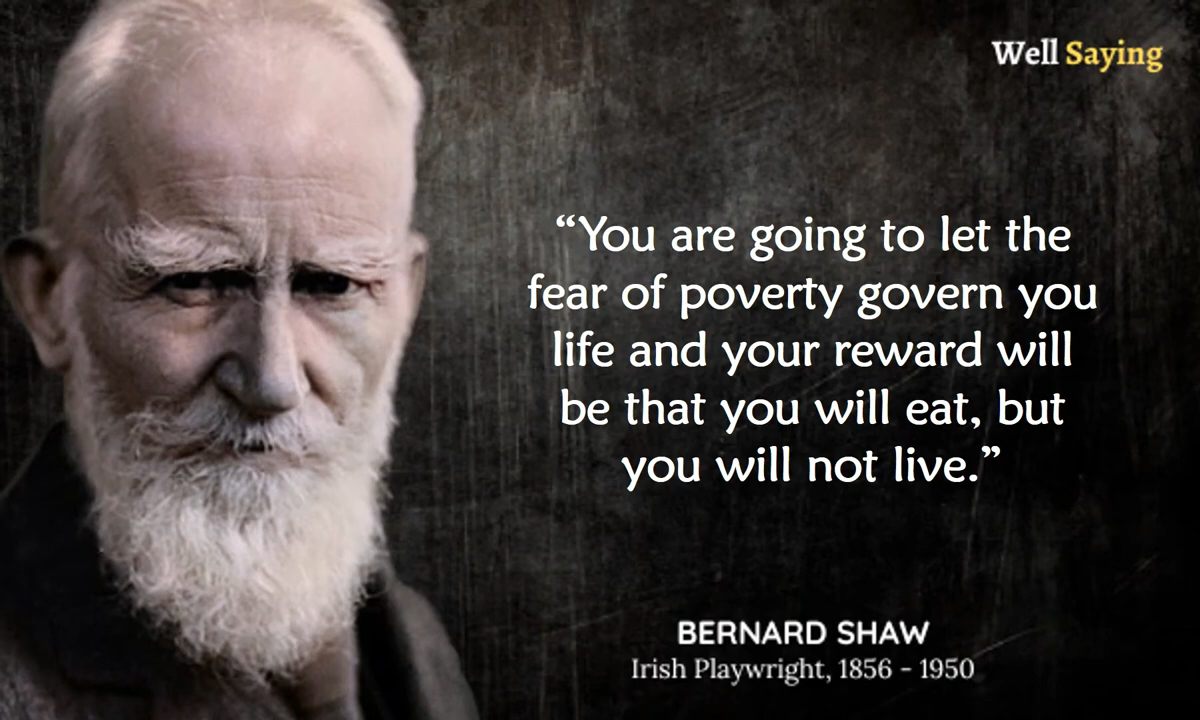 Well Saying
“You are going to let the
fear of poverty govern you
life and your reward will
be that you will eat, but
you will not live.”
BERNARD SHAW
Irish Playwright, 1856 - 1950